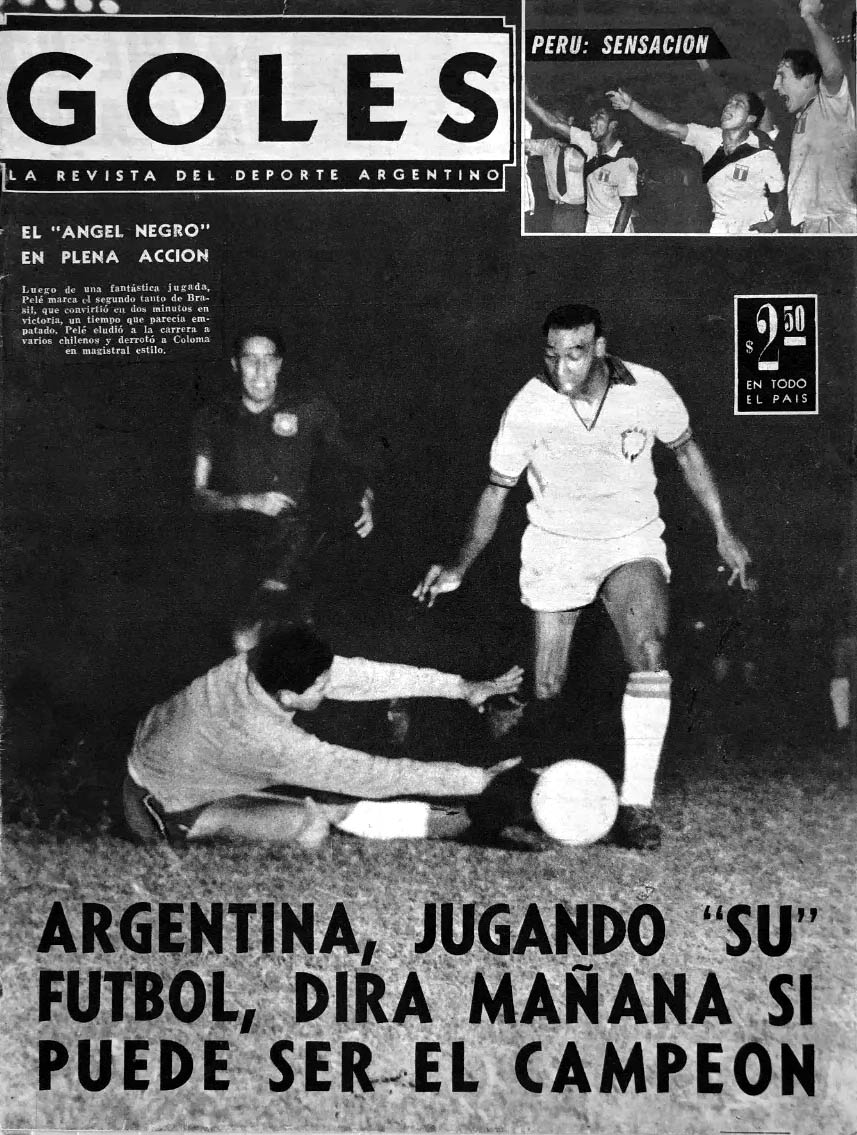 GOLES
LA REVISTA DEL DEPORTE ARGENTINO
PERU: SENSACION
EL "ANGEL NEGRO"
EN PLENA ACCION
Luego de una fantástica jugada,
Pelé marca el segundo tanto de Bra-
sil, que convirtió en dos minutos en
victoria, un tiempo que parecía em-
patado. Pelé eludió a la carrera a
varios chilenos y derrotó a Coloma
en magistral estilo.
$ 2.50
EN TODO
EL PAIS
ARGENTINA, JUGANDO "SU"
FUTBOL, DIRA MAÑANA SI
PUEDE SER EL CAMPEON